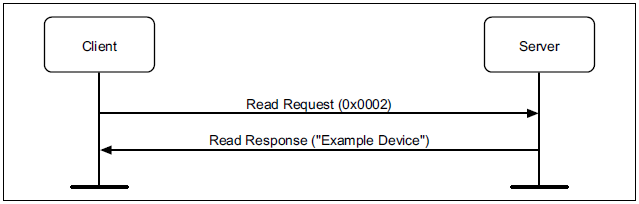 Client
Server
Read Request (0x0002)
Read Response ("Example Device")